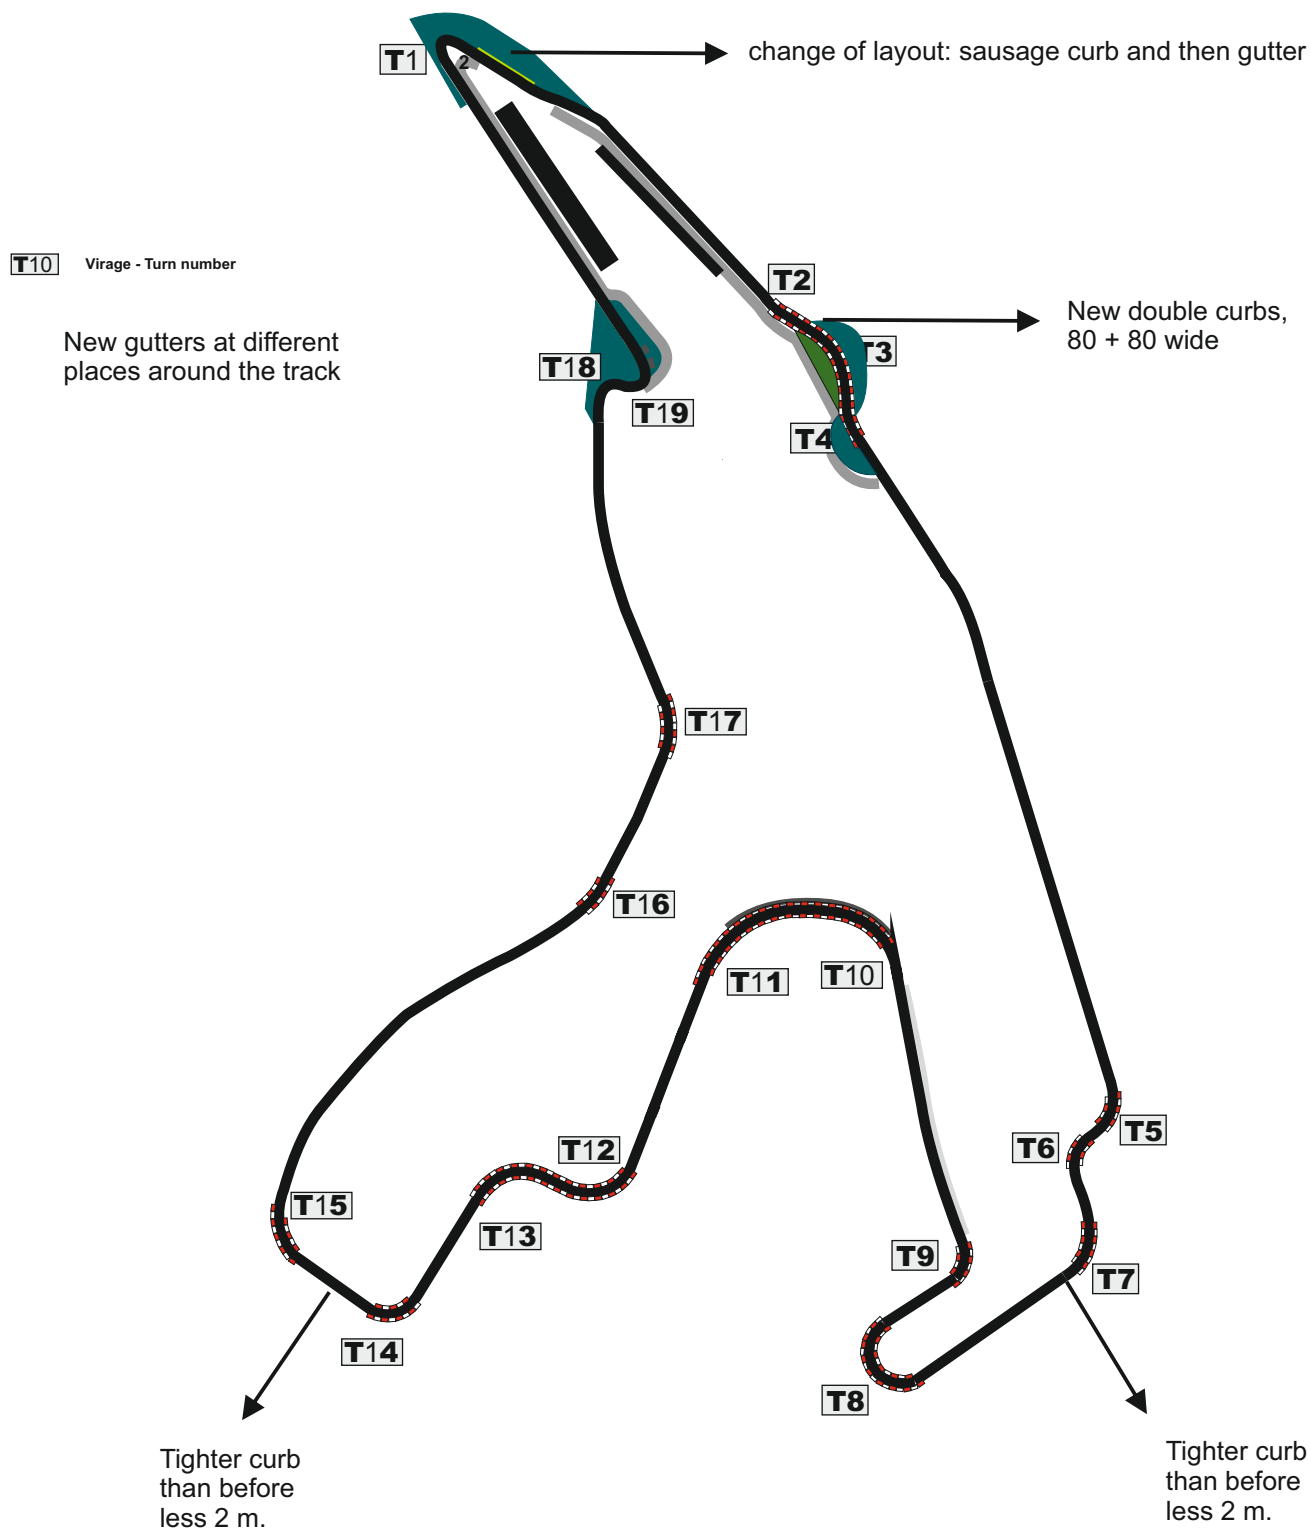 T1
2
change of layout: sausage curb and then gutter
T10 Virage - Turn number
T2
New double curbs,
80 + 80 wide
New gutters at different
places around the track
T3
T18
T19
T4
T17
T16
T11
T10
T5
T6
T12
T15
T13
T9
T7
T14
T8
Tighter curb
than before
less 2 m.
Tighter curb
than before
less 2 m.